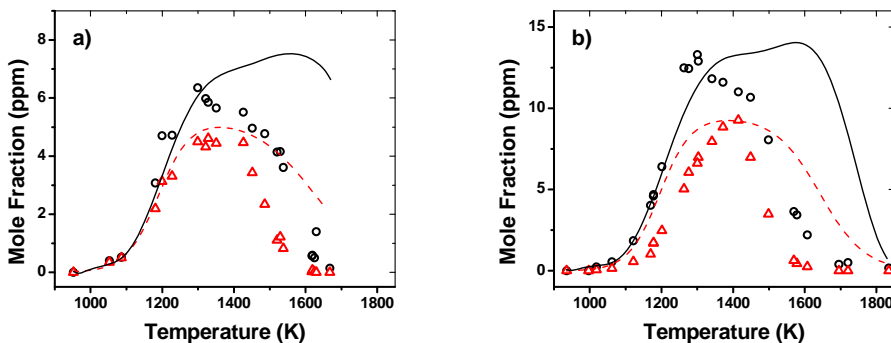 a)
8
6
4
2
0
Mole Fraction (ppm)
1000 1200 1400 1600 1800
Temperature (K)
b)
15
10
5
0
Mole Fraction (ppm)
1000 1200 1400 1600 1800
Temperature (K)